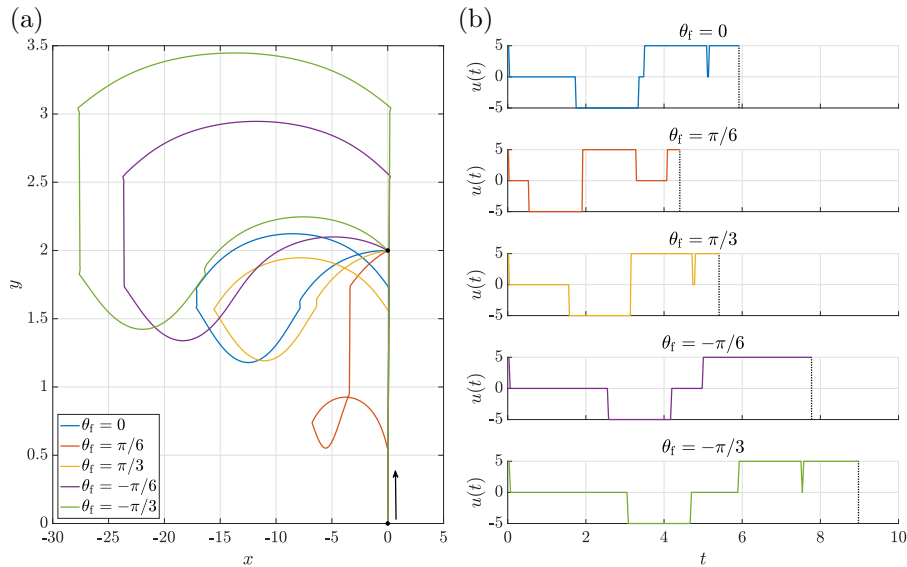 (a)
3.5
3
2.5
2
1.5
1
0.5
0
y
-30 -25 -20 -15 -10 -5 0 5
x
θf = 0
θf = π/6
θf = π/3
θf = −π/6
θf = −π/3
(b)
θf = 0
5
0
-5
u(t)
θf = π/6
5
0
-5
u(t)
θf = π/3
5
0
-5
u(t)
θf = −π/6
5
0
-5
u(t)
θf = −π/3
5
0
-5
u(t)
0 2 4 6 8 10
t